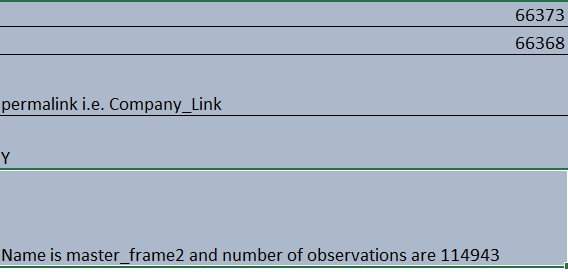 66373
66368
permalink i.e. Company_Link
Y
Name is master_frame2 and number of observations are 114943